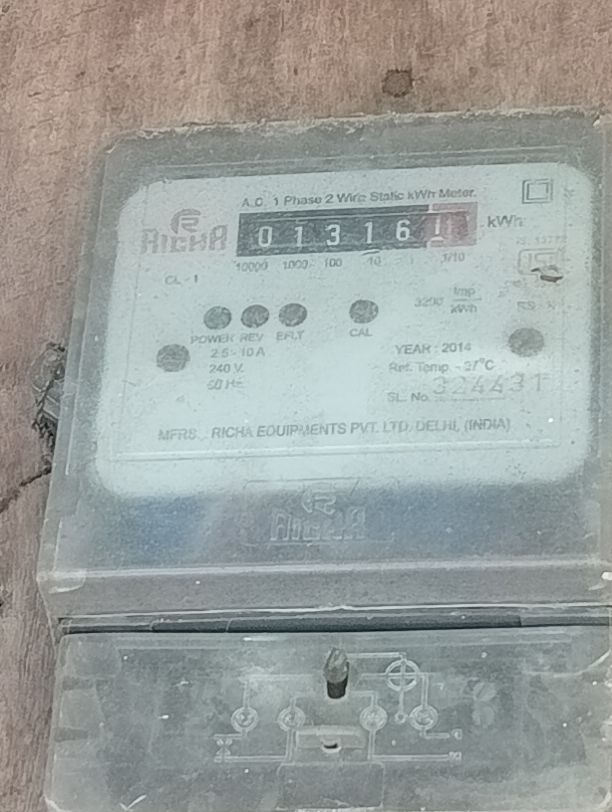 A.C. 1 Phase 2 Wire Static kWh Meter.
RICHA
0 1 3 1 6 kWh
10000 1000 100 10 1 1/10
CL - 1
3200 Imp/kWh
POWER REV EFLT CAL
2.5 - 10 A
240 V.
50 Hz
YEAR : 2014
Ref. Temp. - 27°C
SL. No. 324431
MFRS. RICHA EQUIPMENTS PVT. LTD. DELHI, (INDIA)
RICHA